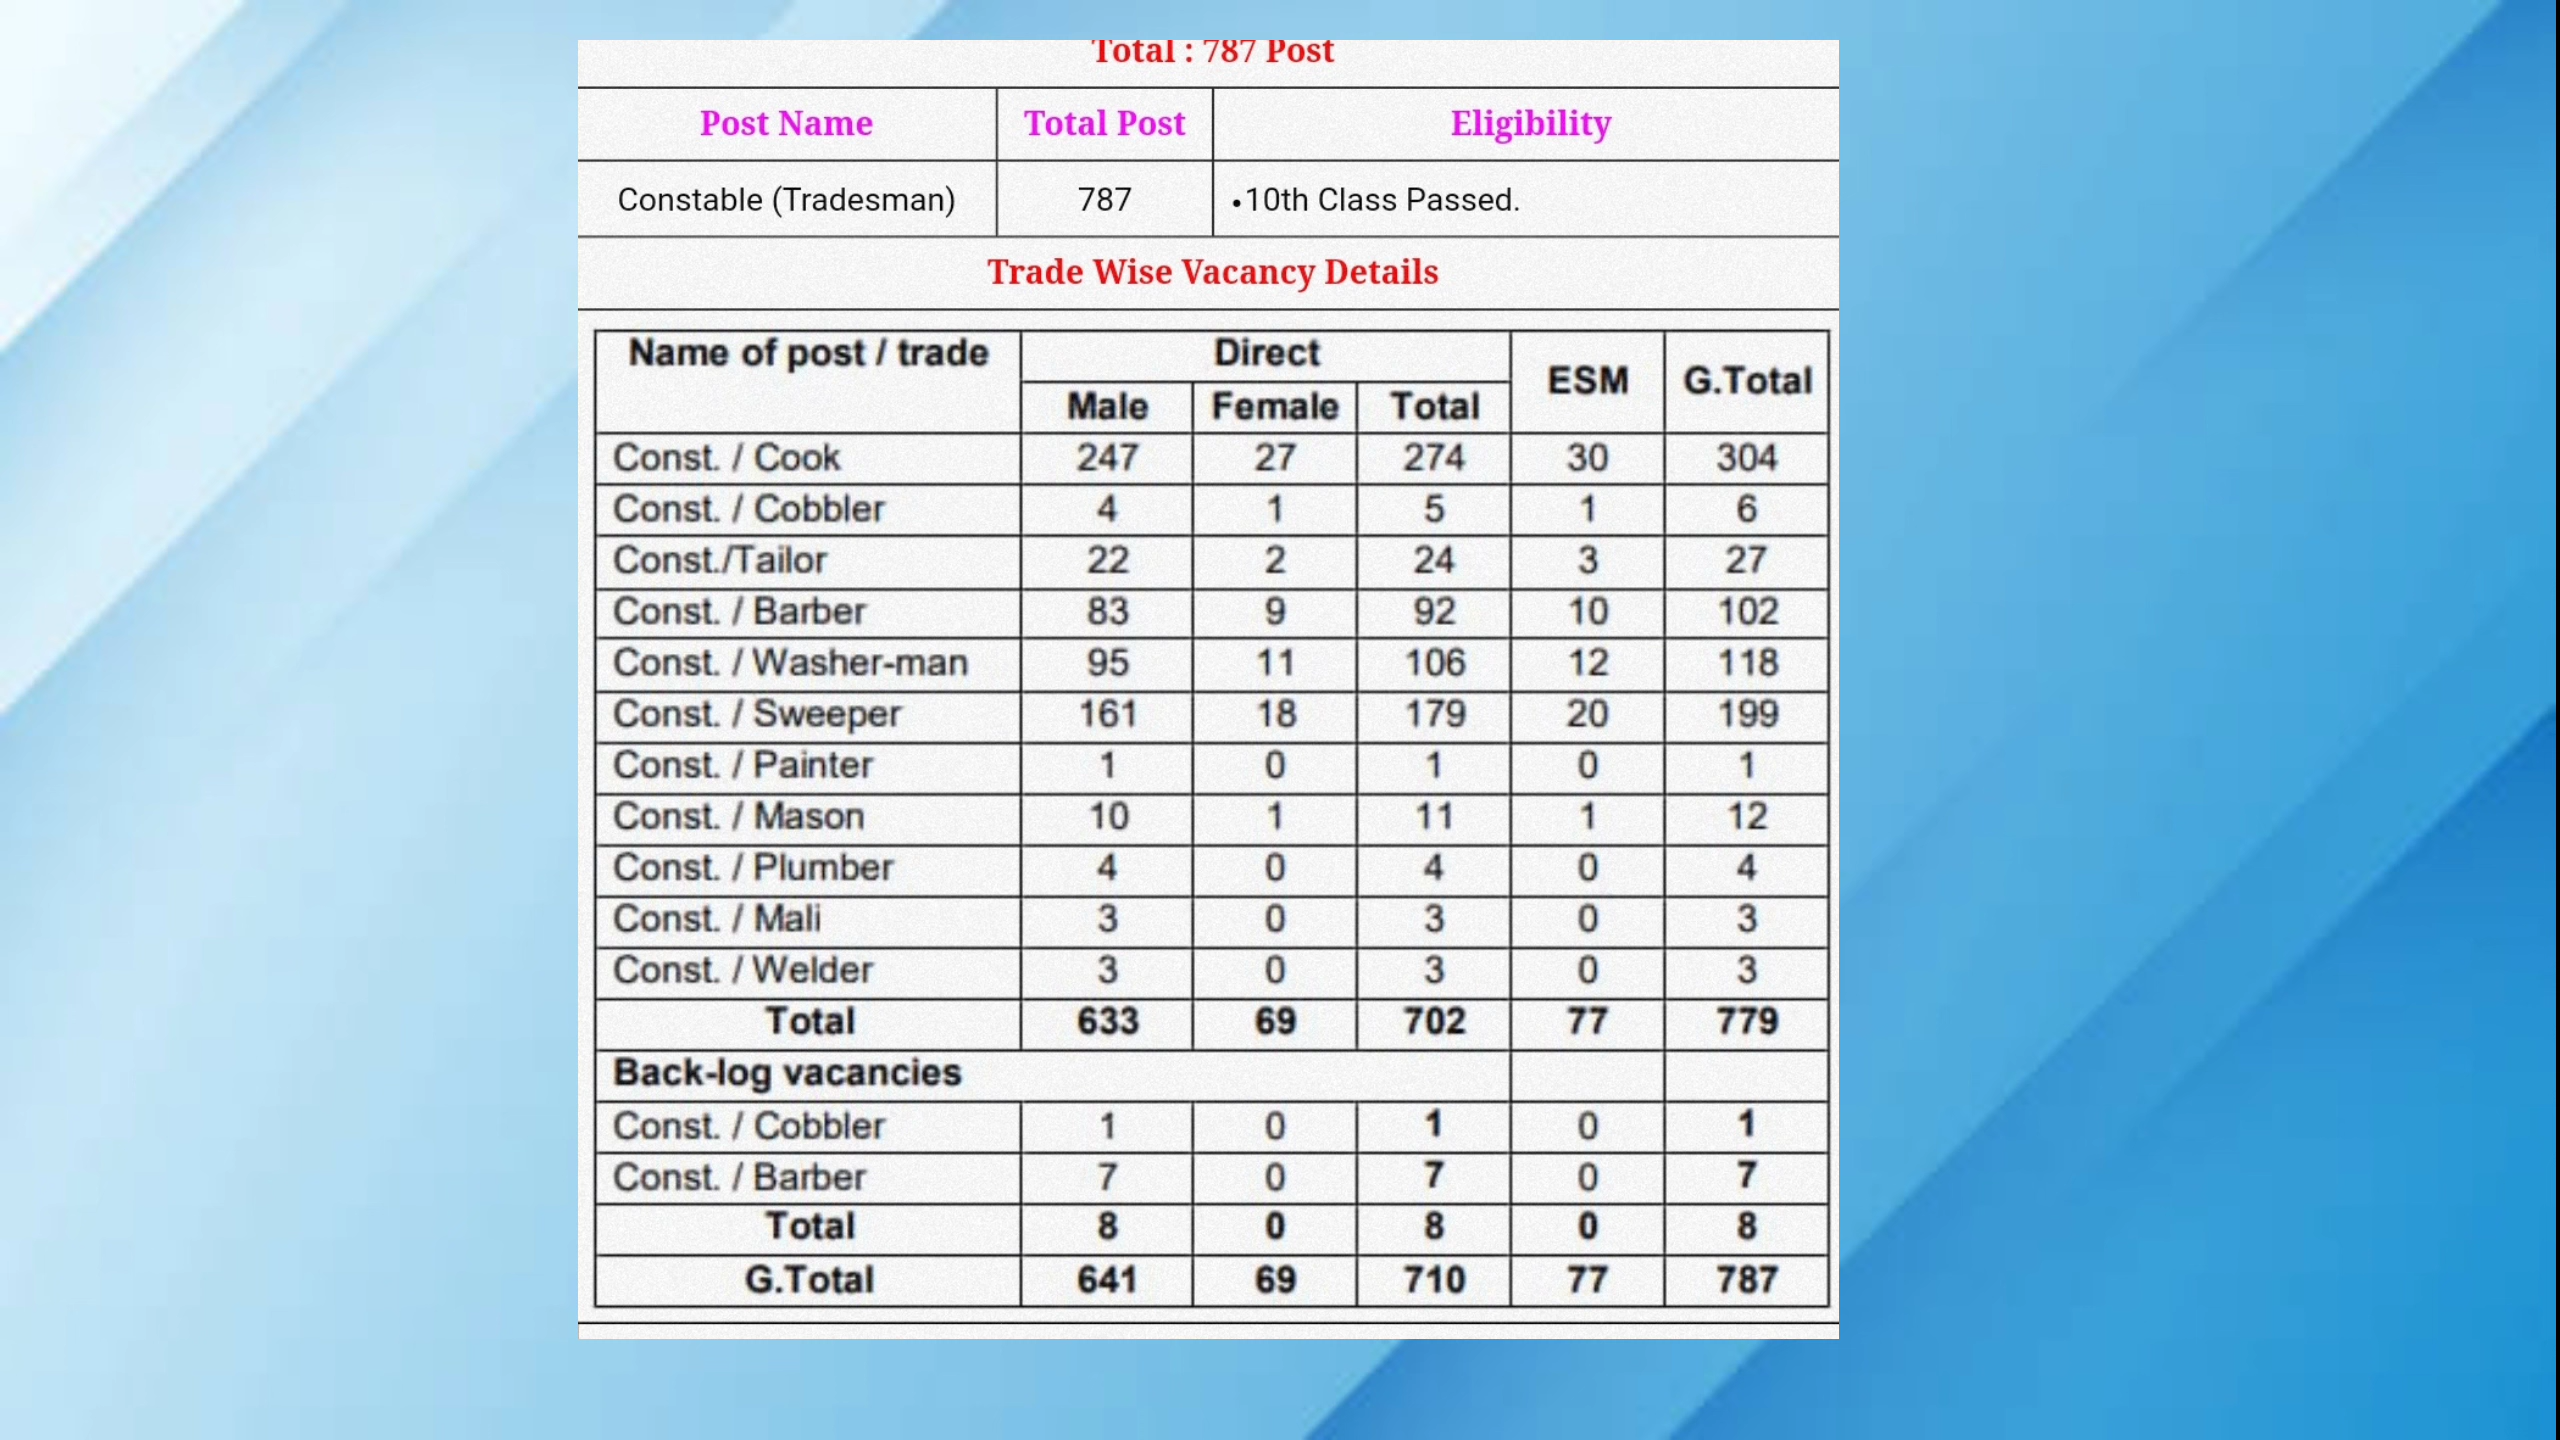 Total : 787 Post
Post Name Total Post Eligibility
Constable (Tradesman) 787 •10th Class Passed.
Trade Wise Vacancy Details
Name of post / trade Direct ESM G.Total
Male Female Total
Const. / Cook 247 27 274 30 304
Const. / Cobbler 4 1 5 1 6
Const./Tailor 22 2 24 3 27
Const. / Barber 83 9 92 10 102
Const. / Washer-man 95 11 106 12 118
Const. / Sweeper 161 18 179 20 199
Const. / Painter 1 0 1 0 1
Const. / Mason 10 1 11 1 12
Const. / Plumber 4 0 4 0 4
Const. / Mali 3 0 3 0 3
Const. / Welder 3 0 3 0 3
Total 633 69 702 77 779
Back-log vacancies
Const. / Cobbler 1 0 1 0 1
Const. / Barber 7 0 7 0 7
Total 8 0 8 0 8
G.Total 641 69 710 77 787